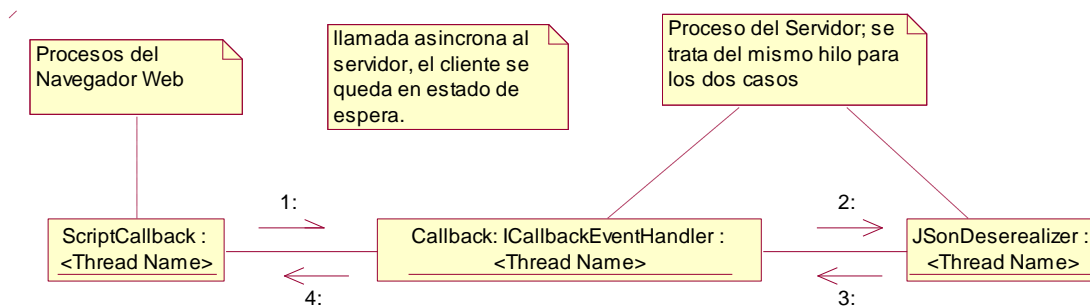 Procesos del
Navegador Web
llamada asincrona al
servidor, el cliente se
queda en estado de
espera.
Proceso del Servidor; se
trata del mismo hilo para
los dos casos
1:
2:
ScriptCallback :
<Thread Name>
Callback: ICallbackEventHandler :
<Thread Name>
JSonDeserealizer :
<Thread Name>
4:
3: